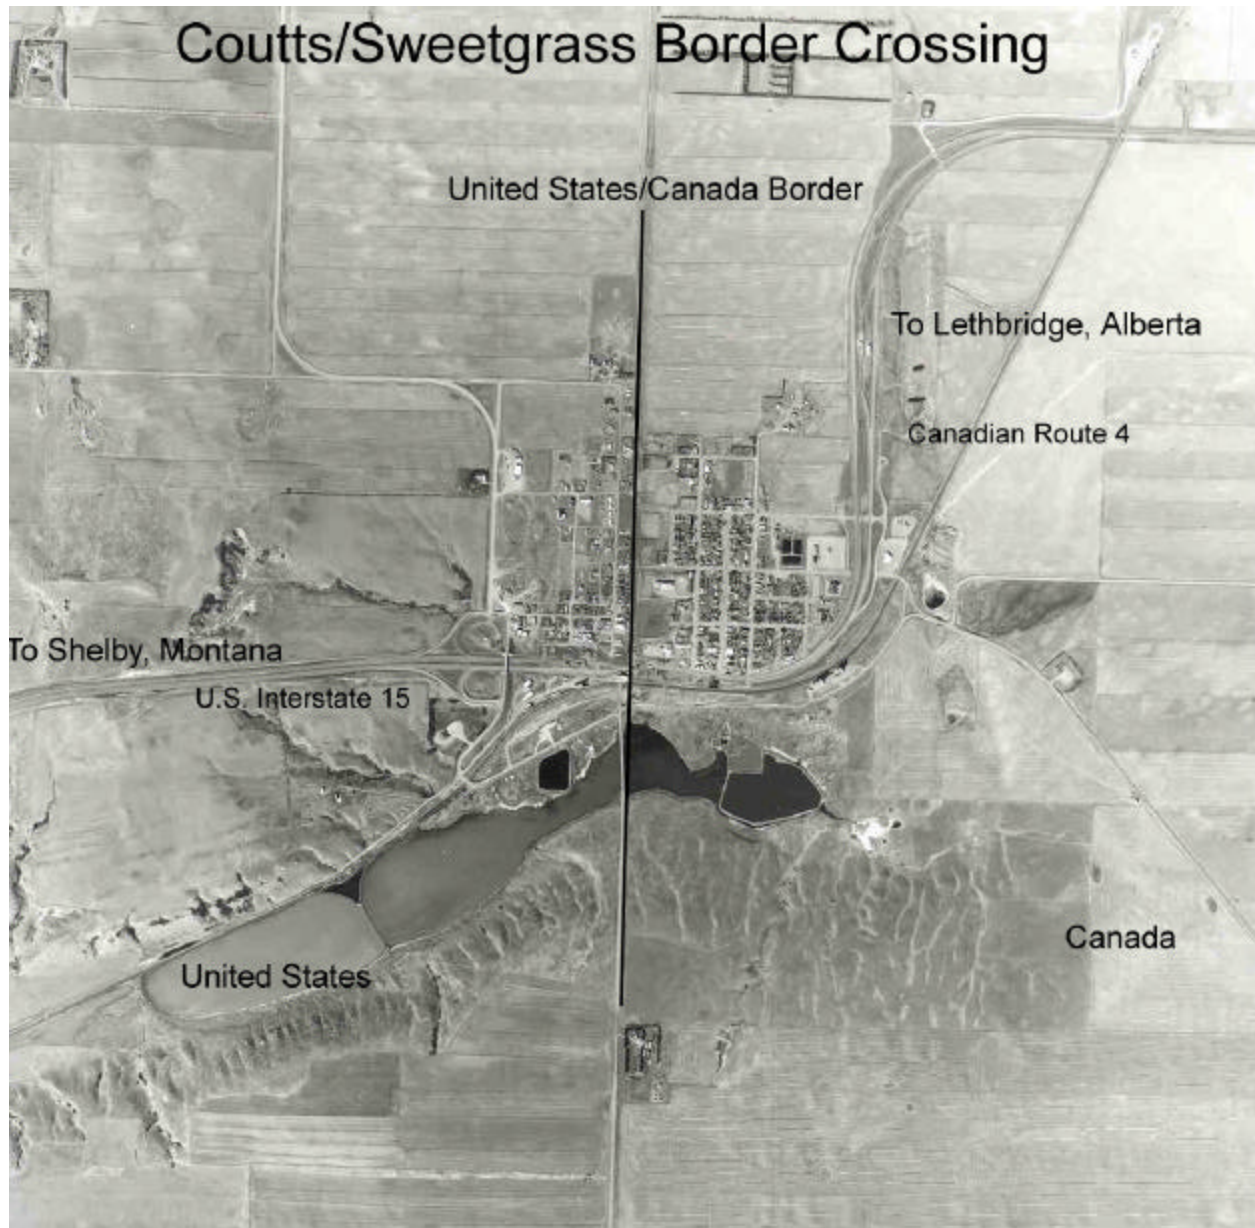 Coutts/Sweetgrass Border Crossing
United States/Canada Border
To Lethbridge, Alberta
Canadian Route 4
To Shelby, Montana
U.S. Interstate 15
Canada
United States